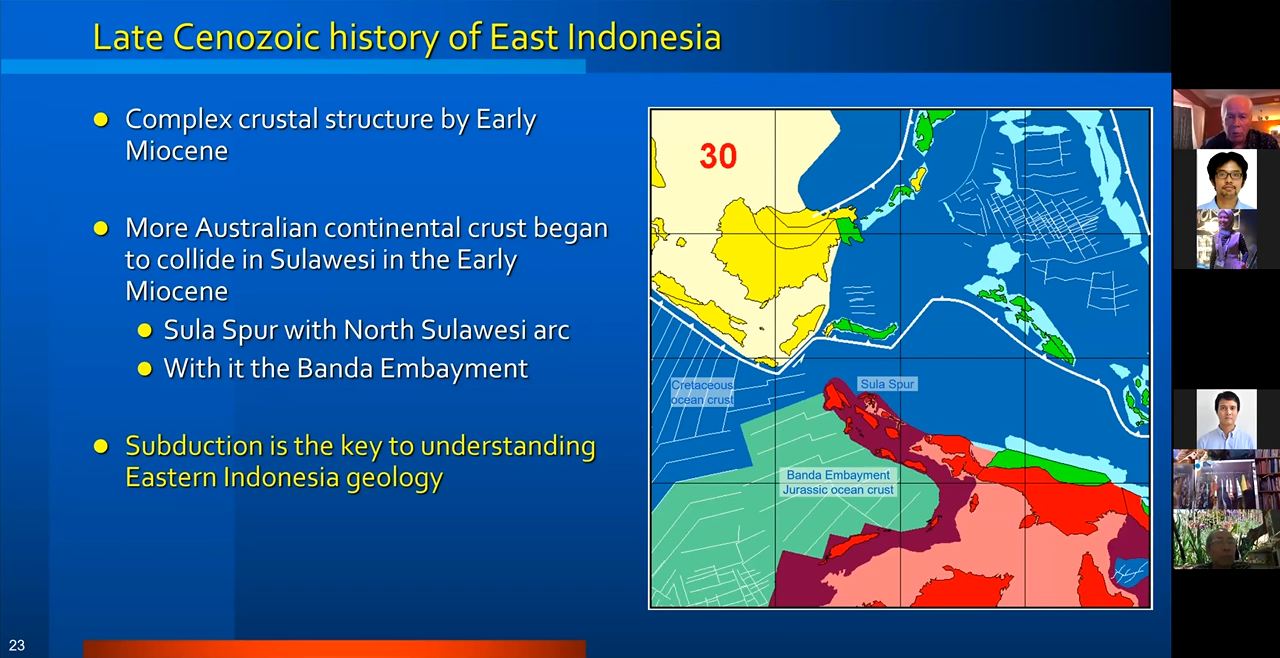 Late Cenozoic history of East Indonesia
Complex crustal structure by Early
Miocene
More Australian continental crust began
to collide in Sulawesi in the Early
Miocene
Sula Spur with North Sulawesi arc
With it the Banda Embayment
Subduction is the key to understanding
Eastern Indonesia geology
30
Cretaceous
ocean crust
Sula Spur
Banda Embayment
Jurassic ocean crust
23